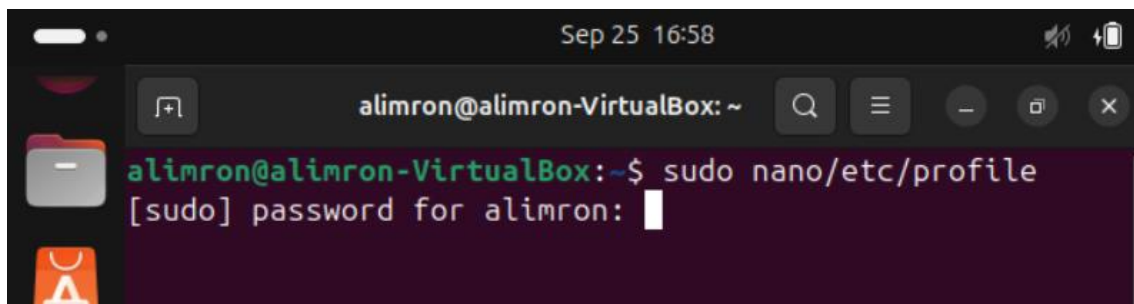 Sep 25 16:58
alimron@alimron-VirtualBox: ~
alimron@alimron-VirtualBox:~$ sudo nano/etc/profile
[sudo] password for alimron: